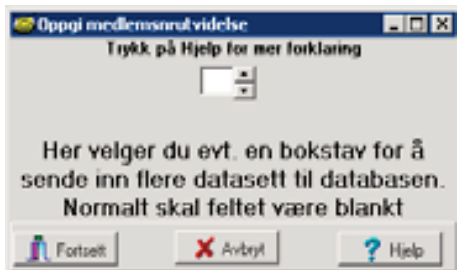 Oppgi medlemsnrutvidelse
Trykk på Hjelp for mer forklaring
Her velger du evt. en bokstav for å
sende inn flere datasett til databasen.
Normalt skal feltet være blankt
Fortsett Avbryt Hjelp